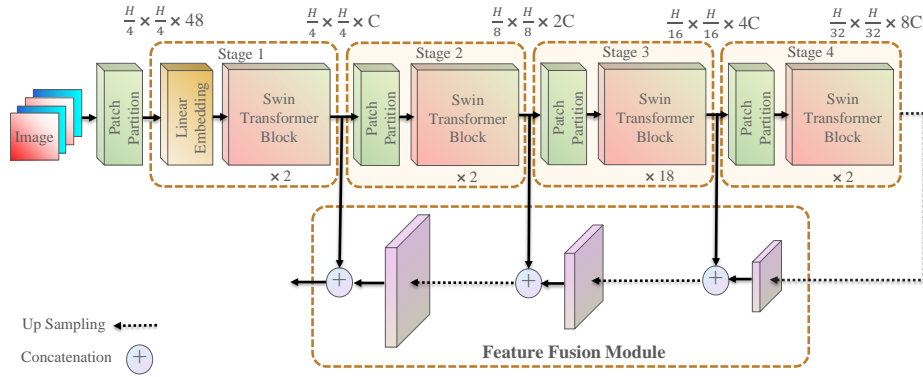 H/4 × H/4 × 48
H/4 × H/4 × C
H/8 × H/8 × 2C
H/16 × H/16 × 4C
H/32 × H/32 × 8C
Stage 1
Stage 2
Stage 3
Stage 4
Image
Patch
Partition
Linear
Embedding
Swin
Transformer
Block
× 2
Patch
Partition
Swin
Transformer
Block
× 2
Patch
Partition
Swin
Transformer
Block
× 18
Patch
Partition
Swin
Transformer
Block
× 2
+
+
+
Up Sampling
Concatenation
+
Feature Fusion Module